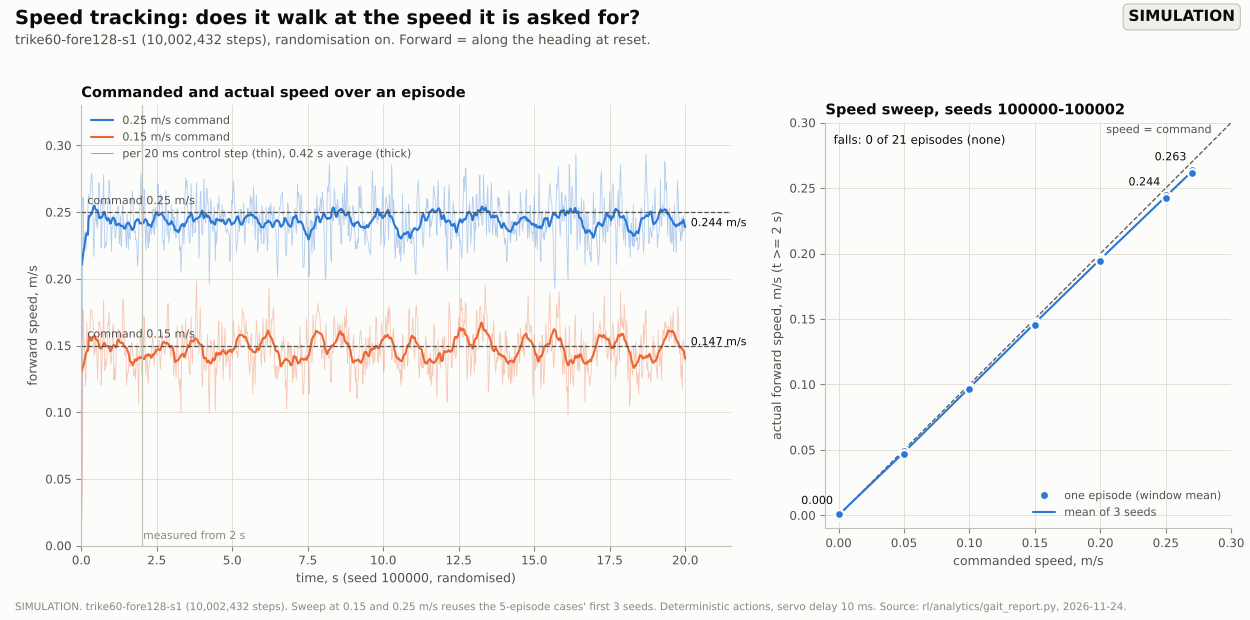 Speed tracking: does it walk at the speed it is asked for?
SIMULATION
trike60-fore128-s1 (10,002,432 steps), randomisation on. Forward = along the heading at reset.
Commanded and actual speed over an episode
0.25 m/s command
0.15 m/s command
per 20 ms control step (thin), 0.42 s average (thick)
command 0.25 m/s
0.244 m/s
command 0.15 m/s
0.147 m/s
measured from 2 s
0.30
0.25
0.20
0.15
0.10
0.05
0.00
forward speed, m/s
0.0 2.5 5.0 7.5 10.0 12.5 15.0 17.5 20.0
time, s (seed 100000, randomised)
Speed sweep, seeds 100000-100002
falls: 0 of 21 episodes (none)
speed = command
0.263
0.244
0.000
one episode (window mean)
mean of 3 seeds
0.30
0.25
0.20
0.15
0.10
0.05
0.00
actual forward speed, m/s (t >= 2 s)
0.00 0.05 0.10 0.15 0.20 0.25 0.30
commanded speed, m/s
SIMULATION. trike60-fore128-s1 (10,002,432 steps). Sweep at 0.15 and 0.25 m/s reuses the 5-episode cases' first 3 seeds. Deterministic actions, servo delay 10 ms. Source: rl/analytics/gait_report.py, 2026-11-24.